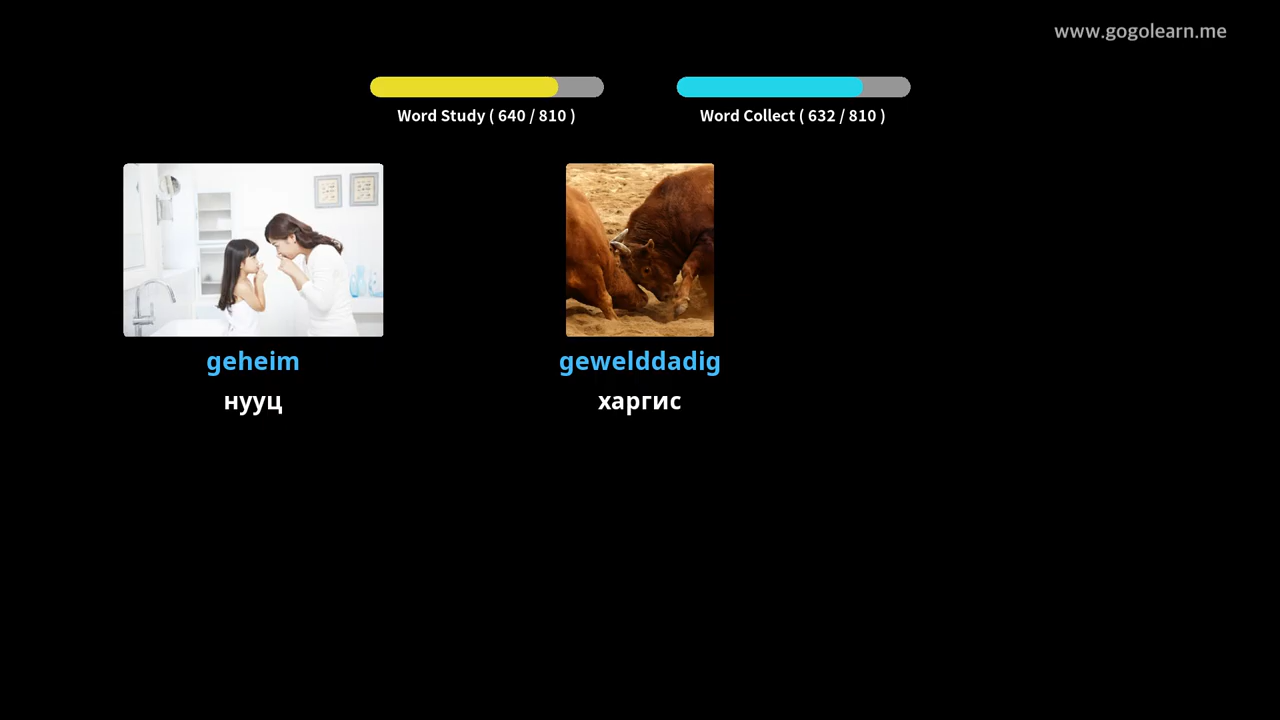 www.gogolearn.me
Word Study ( 640 / 810 )
Word Collect ( 632 / 810 )
geheim
нууц
gewelddadig
харгис